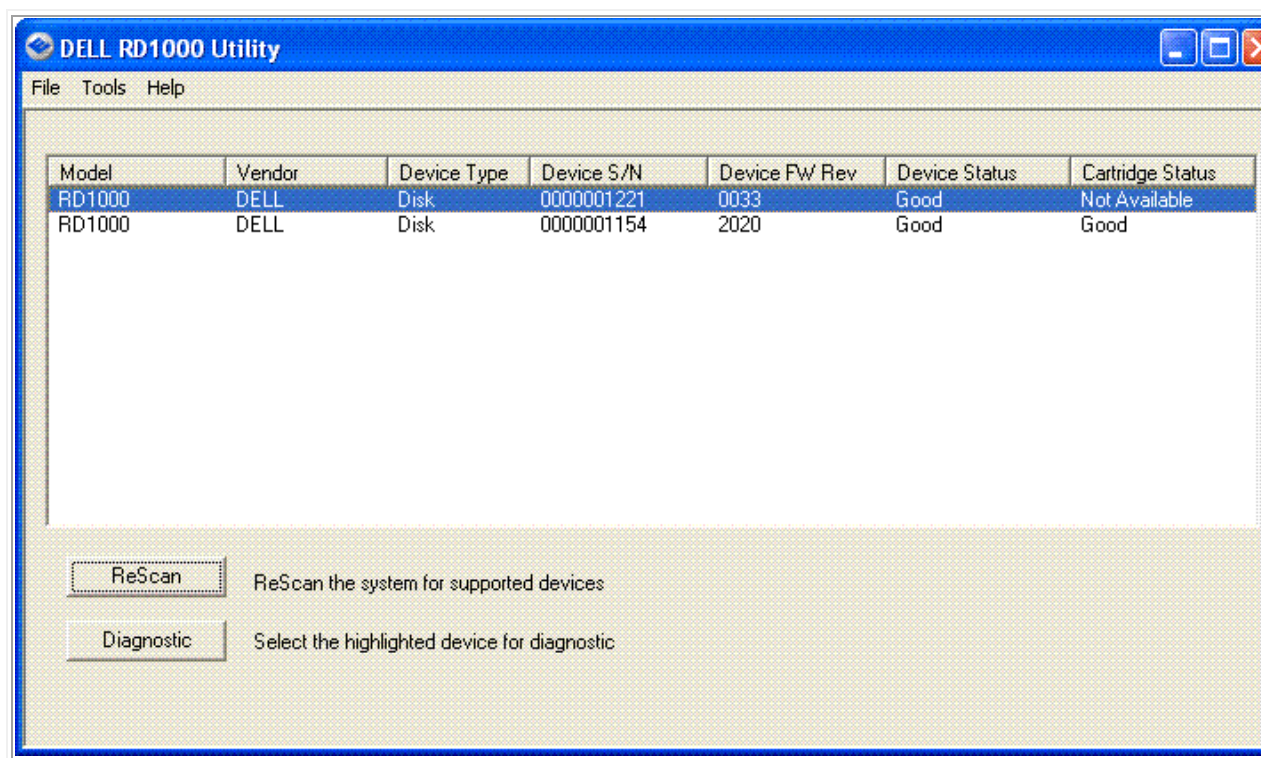 DELL RD1000 Utility
File Tools Help
Model Vendor Device Type Device S/N Device FW Rev Device Status Cartridge Status
RD1000 DELL Disk 0000001221 0033 Good Not Available
RD1000 DELL Disk 0000001154 2020 Good Good
ReScan ReScan the system for supported devices
Diagnostic Select the highlighted device for diagnostic